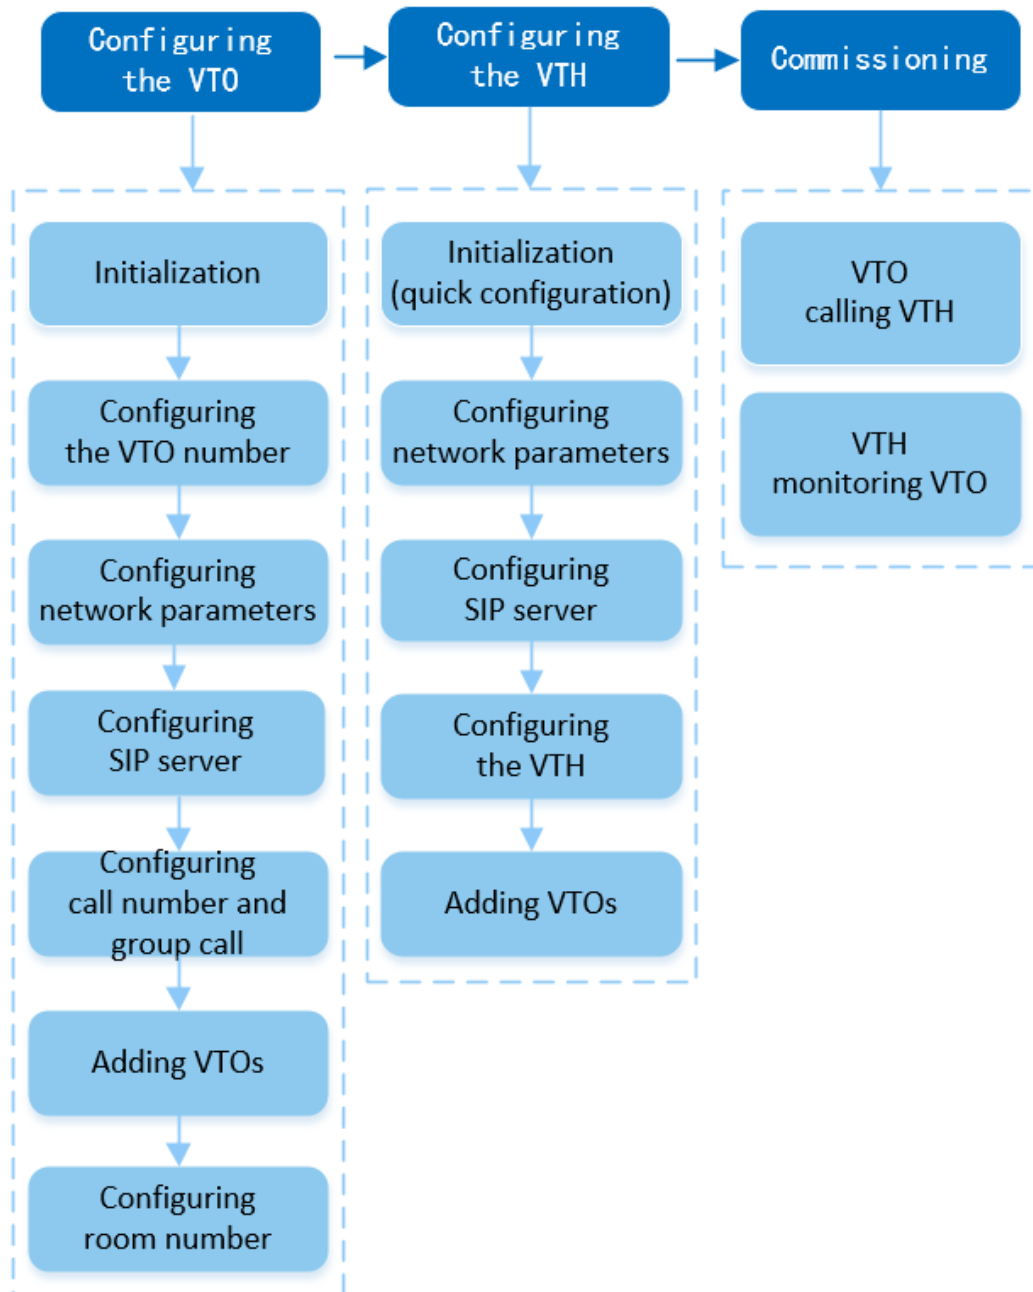 Configuring
the VTO
Configuring
the VTH
Commissioning
Initialization
Configuring
the VTO number
Configuring
network parameters
Configuring
SIP server
Configuring
call number and
group call
Adding VTOs
Configuring
room number
Initialization
(quick configuration)
Configuring
network parameters
Configuring
SIP server
Configuring
the VTH
Adding VTOs
VTO
calling VTH
VTH
monitoring VTO